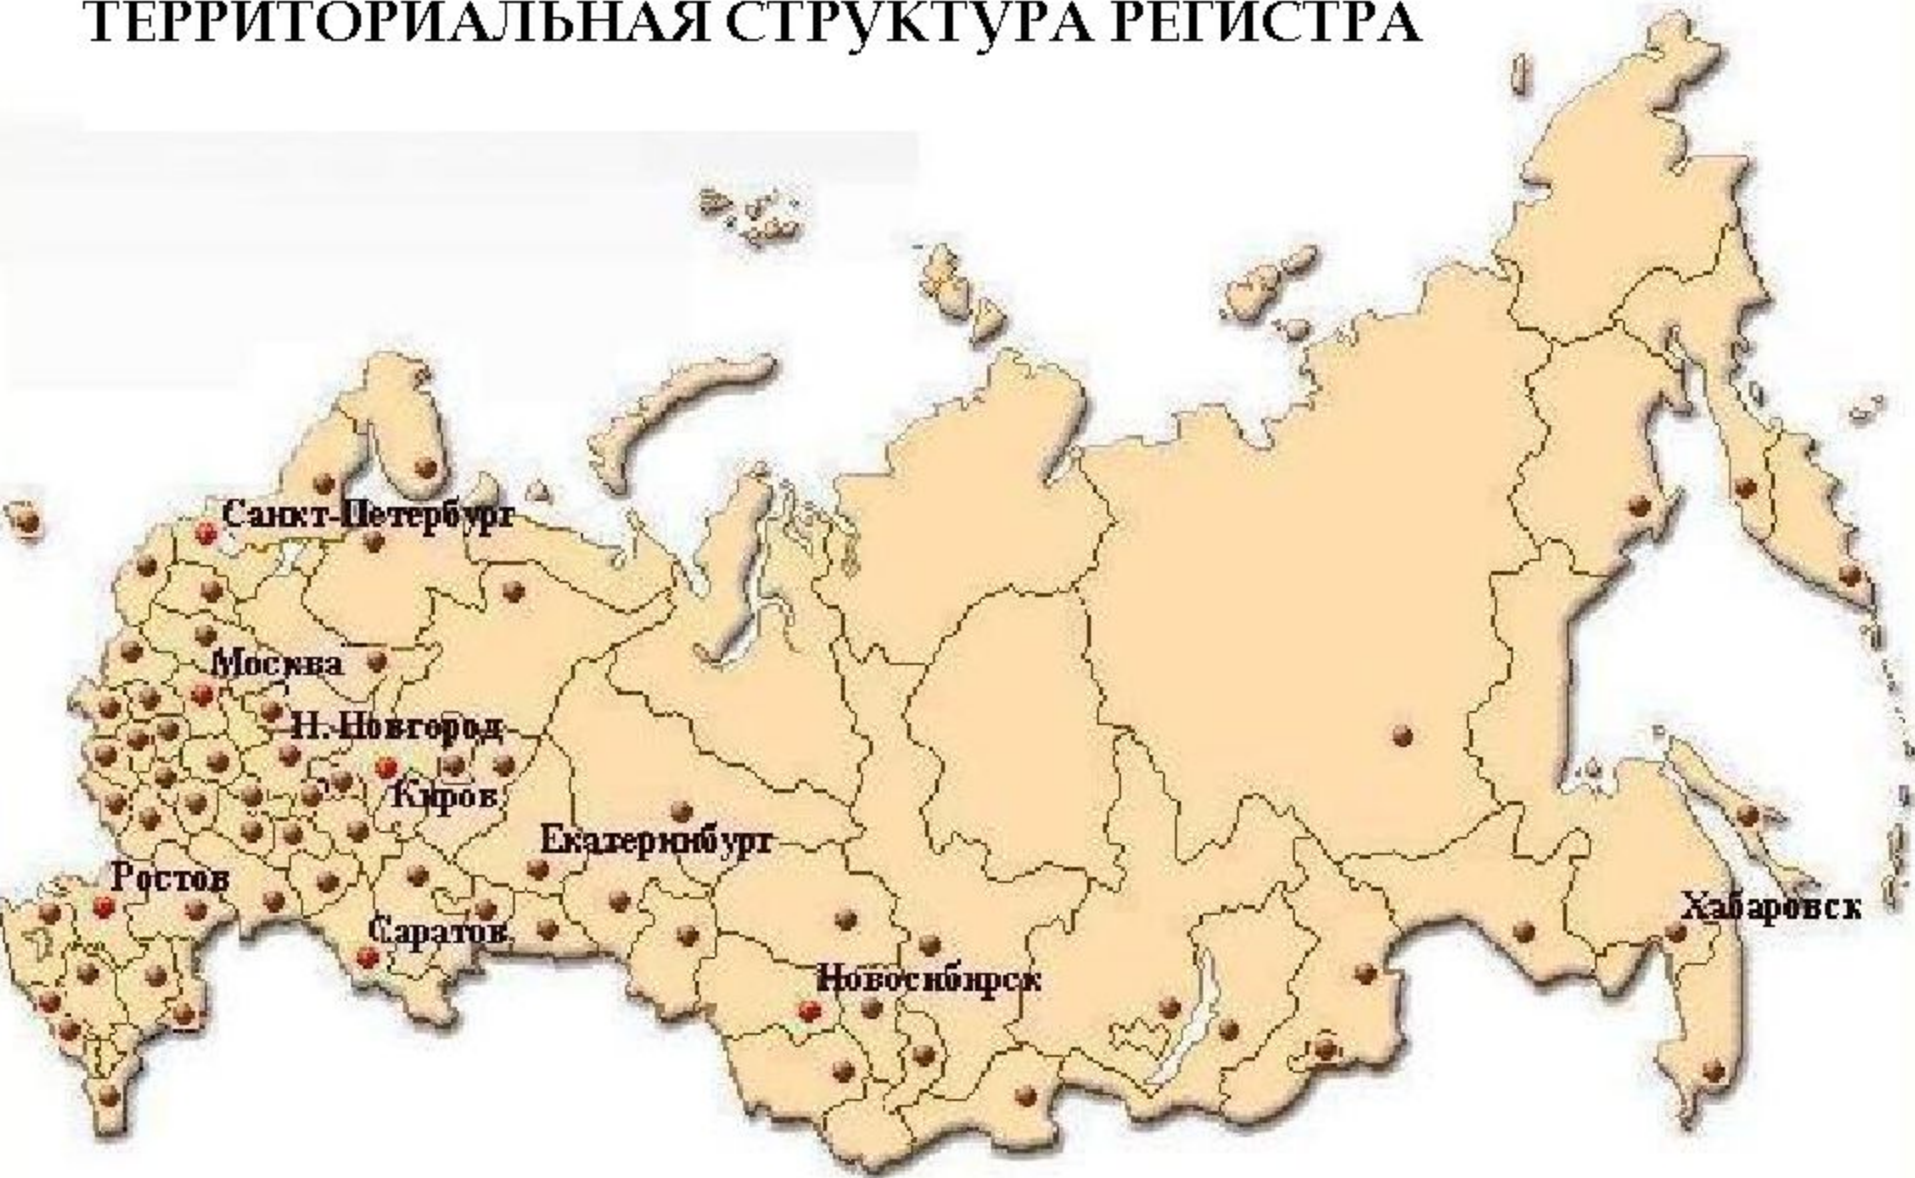 ТЕРРИТОРИАЛЬНАЯ СТРУКТУРА РЕГИСТРА
Санкт-Петербург
Москва
Н.-Новгород
Киров
Екатеринбург
Ростов
Саратов
Хабаровск
Новосибирск